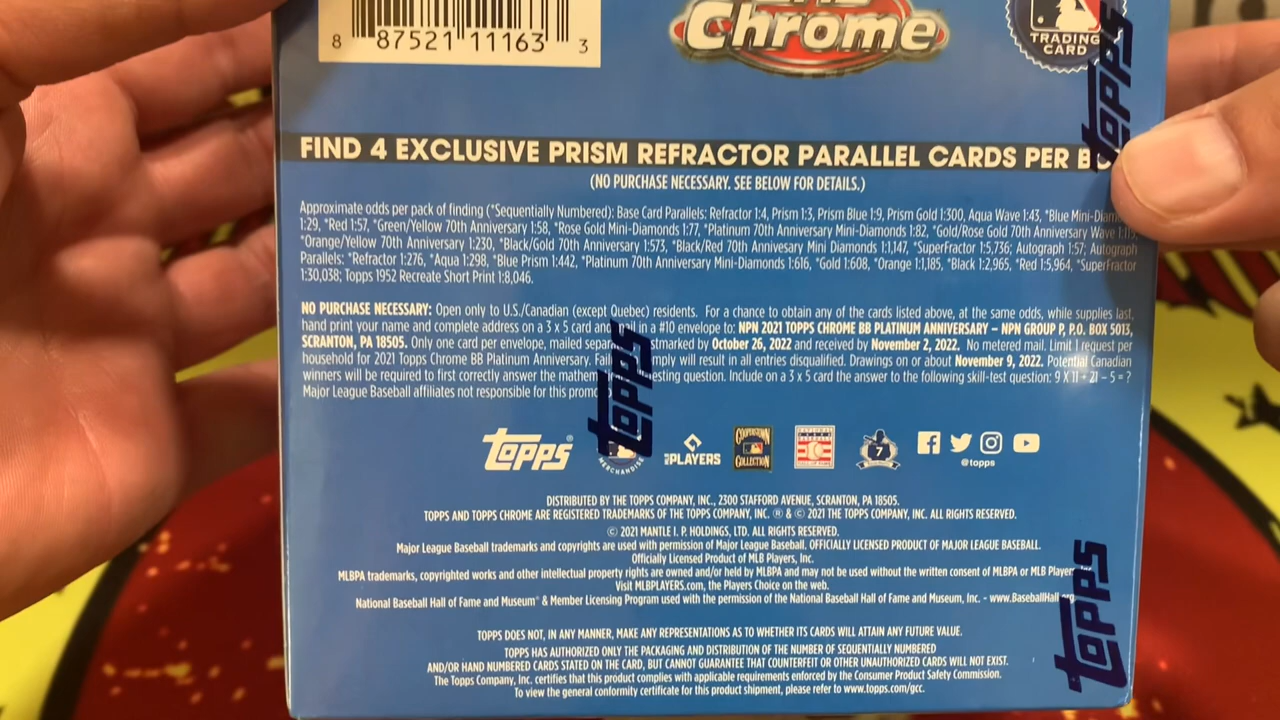 8 87521 11163 3
Chrome
TRADING
CARD
topps
FIND 4 EXCLUSIVE PRISM REFRACTOR PARALLEL CARDS PER
(NO PURCHASE NECESSARY. SEE BELOW FOR DETAILS.)
Approximate odds per pack of finding (*Sequentially Numbered): Base Card Parallels: Refractor 1:4, Prism 1:3, Prism Blue 1:9, Prism Gold 1:300, Aqua Wave 1:43, *Blue
1:29, *Red 1:57, *Green/Yellow 70th Anniversary 1:58, *Rose Gold Mini-Diamonds 1:77, *Platinum 70th Anniversary Mini-Diamonds 1:82, *Gold/Rose Gold 70th Anniversary Wave
*Orange/Yellow 70th Anniversary 1:230, *Black/Gold 70th Anniversary 1:573, *Black/Red 70th Annivesary Mini Diamonds 1:1,147, *SuperFractor 1:5,736; Autograph 1:57; Autograph
Parallels: *Refractor 1:276, *Aqua 1:298, *Blue Prism 1:442, *Platinum 70th Anniversary Mini-Diamonds 1:616, *Gold 1:608, *Orange 1:1,185, *Black 1:2,965, *Red 1:5,964, *SuperFractor
1:30,038; Topps 1952 Recreate Short Print 1:8,046.
NO PURCHASE NECESSARY: Open only to U.S./Canadian (except Quebec) residents. For a chance to obtain any of the cards listed above, at the same odds, while supplies last,
hand print your name and complete address on a 3 x 5 card and in a #10 envelope to: NPN 2021 TOPPS CHROME BB PLATINUM ANNIVERSARY – NPN GROUP P, P.O. BOX 5013,
SCRANTON, PA 18505. Only one card per envelope, mailed by October 26, 2022 and received by November 2, 2022. No metered mail. Limit 1 request per
household for 2021 Topps Chrome BB Platinum Anniversary. will result in all entries disqualified. Drawings on or about November 9, 2022. Potential Canadian
winners will be required to first correctly answer the question. Include on a 3 x 5 card the answer to the following skill-test question: 9 X 11 + 21 – 5 = ?
Major League Baseball affiliates not responsible for this
topps
TOPPS®
MERCHANDISE
PLAYERS
COOPERSTOWN
COLLECTION
7
@topps
DISTRIBUTED BY THE TOPPS COMPANY, INC., 2300 STAFFORD AVENUE, SCRANTON, PA 18505.
TOPPS AND TOPPS CHROME ARE REGISTERED TRADEMARKS OF THE TOPPS COMPANY, INC. ® & © 2021 THE TOPPS COMPANY, INC. ALL RIGHTS RESERVED.
© 2021 MANTLE I. P. HOLDINGS, LTD. ALL RIGHTS RESERVED.
Major League Baseball trademarks and copyrights are used with permission of Major League Baseball. OFFICIALLY LICENSED PRODUCT OF MAJOR LEAGUE BASEBALL.
Officially Licensed Product of MLB Players, Inc.
MLBPA trademarks, copyrighted works and other intellectual property rights are owned and/or held by MLBPA and may not be used without the written consent of MLBPA or MLB
Visit MLBPLAYERS.com, the Players Choice on the web.
National Baseball Hall of Fame and Museum® & Member Licensing Program used with the permission of the National Baseball Hall of Fame and Museum, Inc. -
topps
TOPPS DOES NOT, IN ANY MANNER, MAKE ANY REPRESENTATIONS AS TO WHETHER ITS CARDS WILL ATTAIN ANY FUTURE VALUE.
TOPPS HAS AUTHORIZED ONLY THE PACKAGING AND DISTRIBUTION OF THE NUMBER OF SEQUENTIALLY NUMBERED
AND/OR HAND NUMBERED CARDS STATED ON THE CARD, BUT CANNOT GUARANTEE THAT COUNTERFEIT OR OTHER UNAUTHORIZED CARDS WILL NOT EXIST.
The Topps Company, Inc. certifies that this product complies with applicable requirements enforced by the Consumer Product Safety Commission.
To view the general conformity certificate for this product shipment, please refer to www.topps.com/gcc.